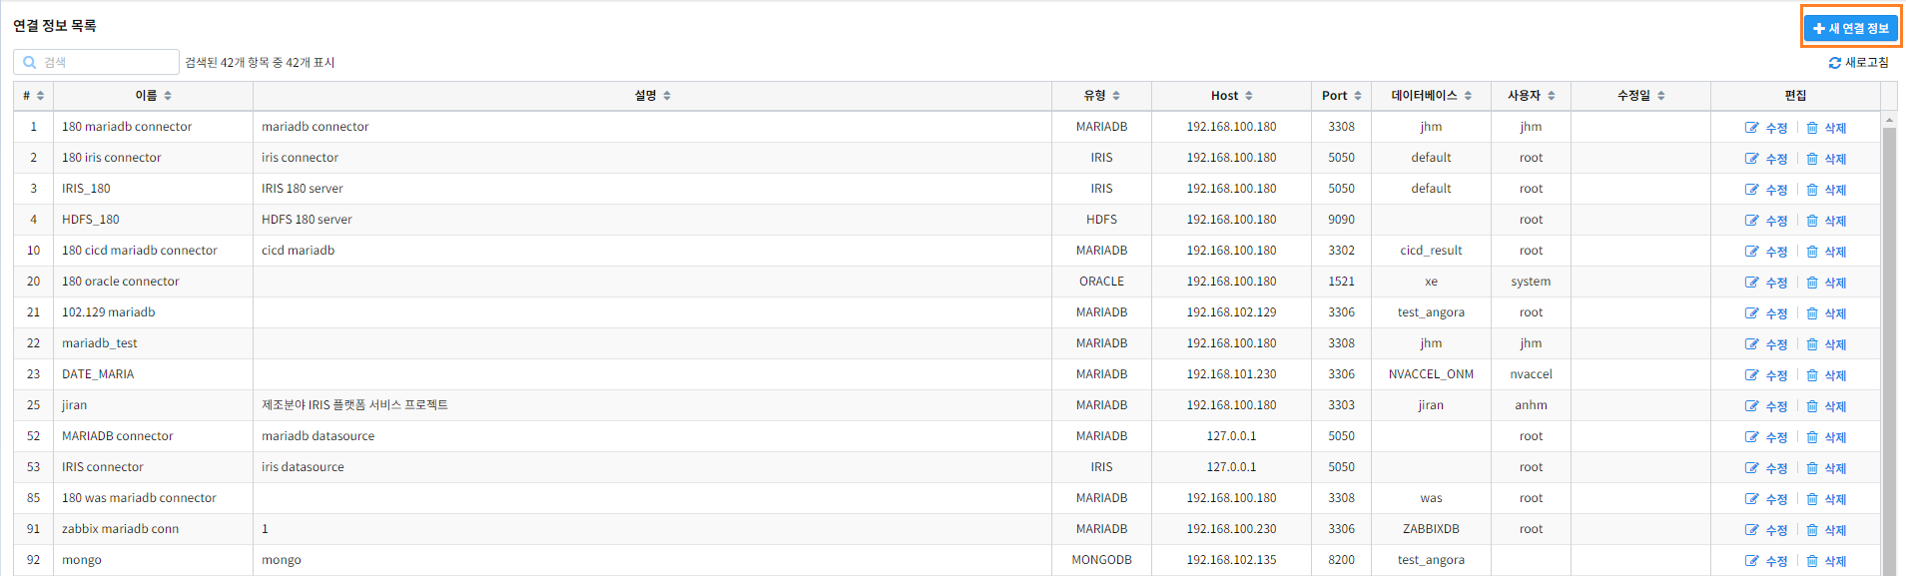 연결 정보 목록
새 연결 정보
검색 검색된 42개 항목 중 42개 표시 새로고침
# 이름 설명 유형 Host Port 데이터베이스 사용자 수정일 편집
1 180 mariadb connector mariadb connector MARIADB 192.168.100.180 3308 jhm jhm 수정 삭제
2 180 iris connector iris connector IRIS 192.168.100.180 5050 default root 수정 삭제
3 IRIS_180 IRIS 180 server IRIS 192.168.100.180 5050 default root 수정 삭제
4 HDFS_180 HDFS 180 server HDFS 192.168.100.180 9090 root 수정 삭제
10 180 cicd mariadb connector cicd mariadb MARIADB 192.168.100.180 3302 cicd_result root 수정 삭제
20 180 oracle connector ORACLE 192.168.100.180 1521 xe system 수정 삭제
21 102.129 mariadb MARIADB 192.168.102.129 3306 test_angora root 수정 삭제
22 mariadb_test MARIADB 192.168.100.180 3308 jhm jhm 수정 삭제
23 DATE_MARIA MARIADB 192.168.101.230 3306 NVACCEL_ONM nvaccel 수정 삭제
25 jiran 제조분야 IRIS 플랫폼 서비스 프로젝트 MARIADB 192.168.100.180 3303 jiran anhm 수정 삭제
52 MARIADB connector mariadb datasource MARIADB 127.0.0.1 5050 root 수정 삭제
53 IRIS connector iris datasource IRIS 127.0.0.1 5050 root 수정 삭제
85 180 was mariadb connector MARIADB 192.168.100.180 3308 was root 수정 삭제
91 zabbix mariadb conn 1 MARIADB 192.168.100.230 3306 ZABBIXDB root 수정 삭제
92 mongo mongo MONGODB 192.168.102.135 8200 test_angora 수정 삭제